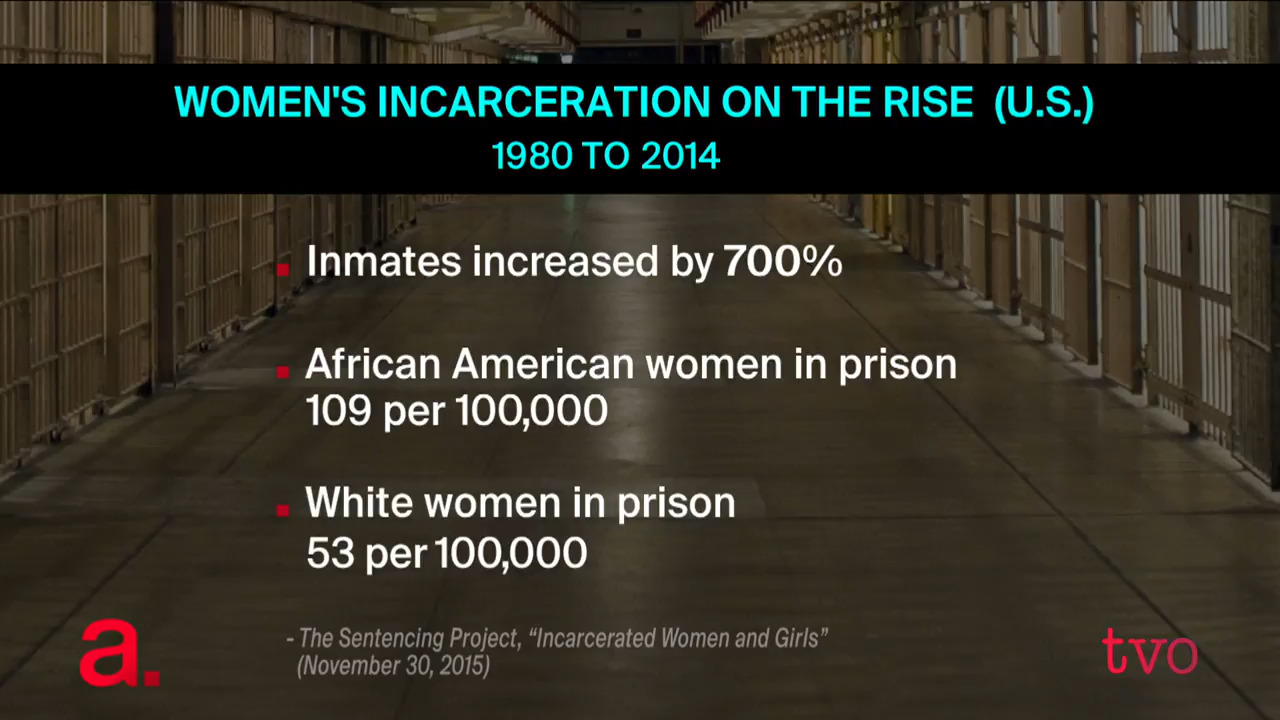 WOMEN'S INCARCERATION ON THE RISE (U.S.)
1980 TO 2014
Inmates increased by 700%
African American women in prison
109 per 100,000
White women in prison
53 per 100,000
- The Sentencing Project, “Incarcerated Women and Girls”
(November 30, 2015)
a.
tvo